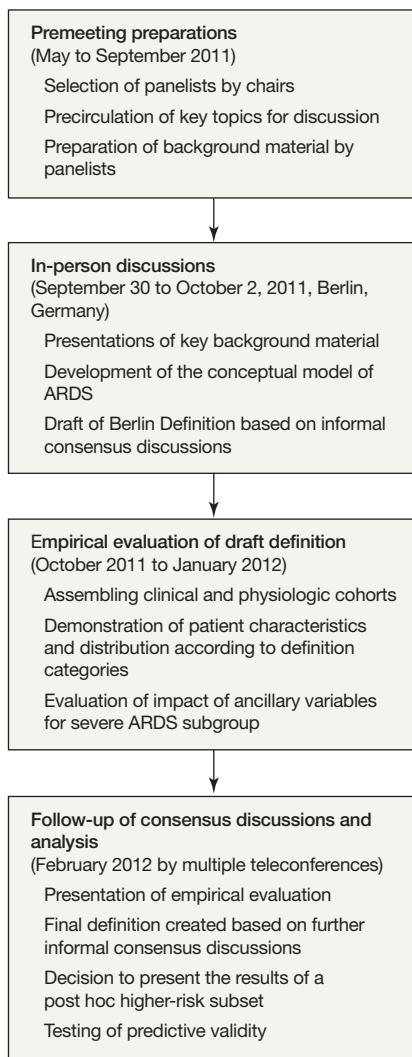 Premeeting preparations
(May to September 2011)
Selection of panelists by chairs
Precirculation of key topics for discussion
Preparation of background material by
panelists
In-person discussions
(September 30 to October 2, 2011, Berlin,
Germany)
Presentations of key background material
Development of the conceptual model of
ARDS
Draft of Berlin Definition based on informal
consensus discussions
Empirical evaluation of draft definition
(October 2011 to January 2012)
Assembling clinical and physiologic cohorts
Demonstration of patient characteristics
and distribution according to definition
categories
Evaluation of impact of ancillary variables
for severe ARDS subgroup
Follow-up of consensus discussions and
analysis
(February 2012 by multiple teleconferences)
Presentation of empirical evaluation
Final definition created based on further
informal consensus discussions
Decision to present the results of a
post hoc higher-risk subset
Testing of predictive validity